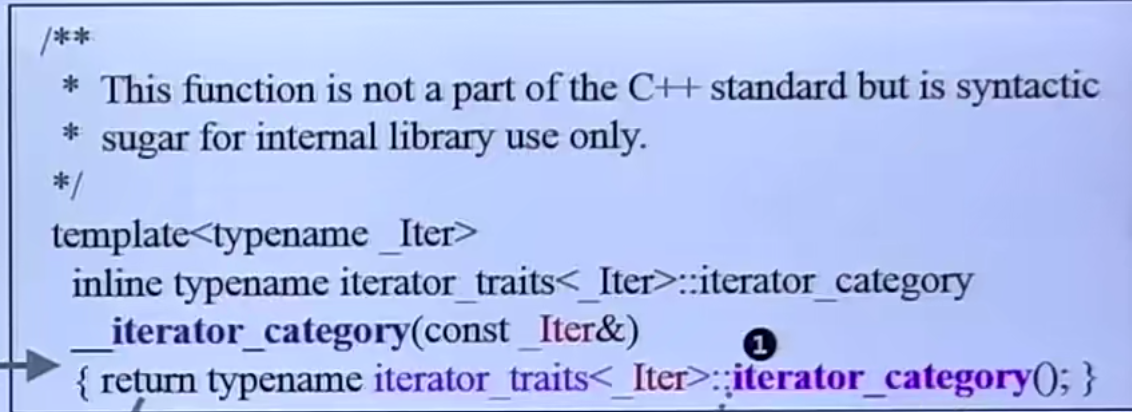 /**
* This function is not a part of the C++ standard but is syntactic
* sugar for internal library use only.
*/
template<typename _Iter>
inline typename iterator_traits<_Iter>::iterator_category
__iterator_category(const _Iter&)
❶
{ return typename iterator_traits<_Iter>::iterator_category(); }